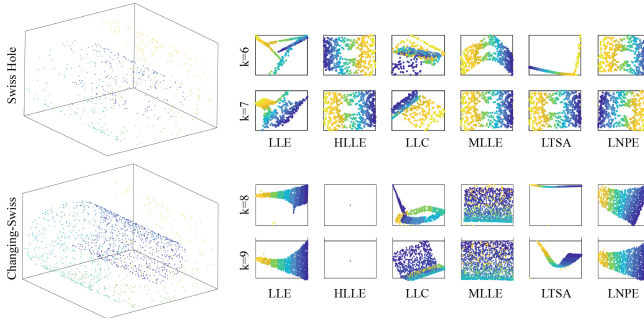 Swiss Hole
k=6
k=7
LLE HLLE LLC MLLE LTSA LNPE
Changing-Swiss
k=8
k=9
LLE HLLE LLC MLLE LTSA LNPE